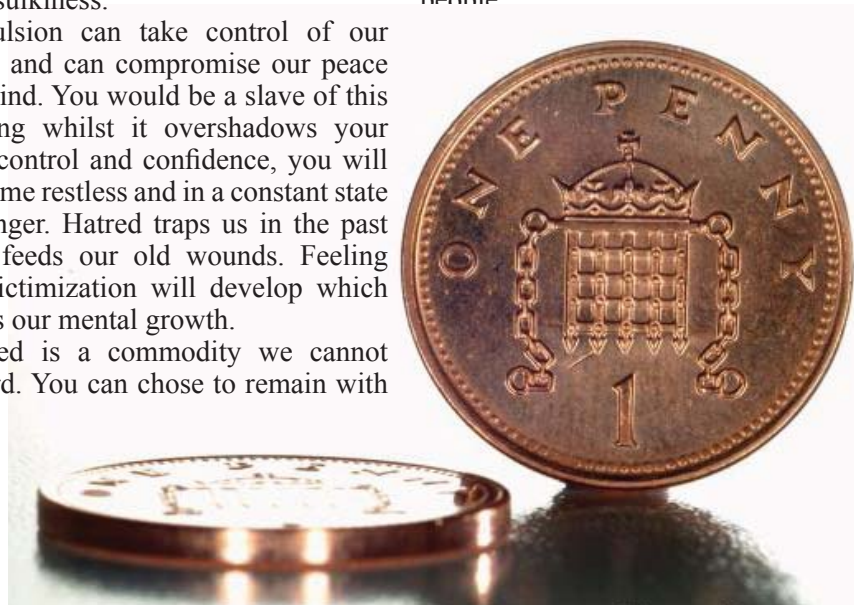 sulkiness.
ulsion can take control of our
and can compromise our peace
ind. You would be a slave of this
ng whilst it overshadows your
control and confidence, you will
me restless and in a constant state
nger. Hatred traps us in the past
feeds our old wounds. Feeling
ictimization will develop which
s our mental growth.
ed is a commodity we cannot
d. You can chose to remain with
ONE PENNY
1